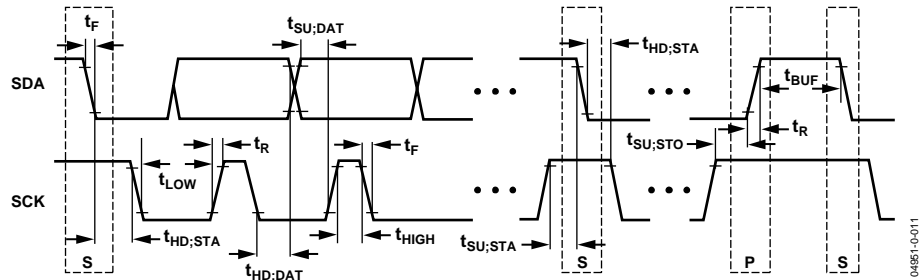 tF
tSU;DAT
tHD;STA
SDA
tBUF
tR
tF
tSU;STO
tR
tLOW
SCK
tHD;STA
tHD;DAT
tHIGH
tSU;STA
S
S
P
S
04951-0-011